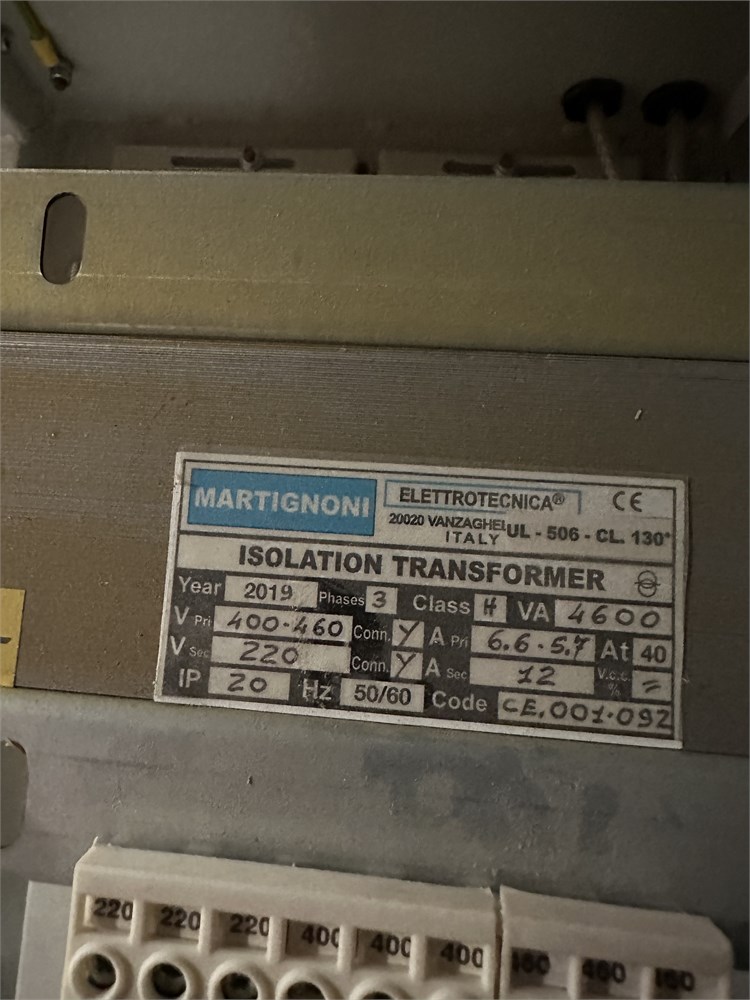 MARTIGNONI
ELETTROTECNICA® CE
20020 VANZAGHEL UL - 506 - CL. 130°
ITALY
ISOLATION TRANSFORMER
Year 2019 Phases 3 Class H VA 4600
V Pri 400-460 Conn. Y A Pri 6.6-5.7 At 40
V Sec 220 Conn. Y A Sec 12 V.c.c. % =
IP 20 Hz 50/60 Code CE.001.092
220 220 220 400 400 400 460 460 460